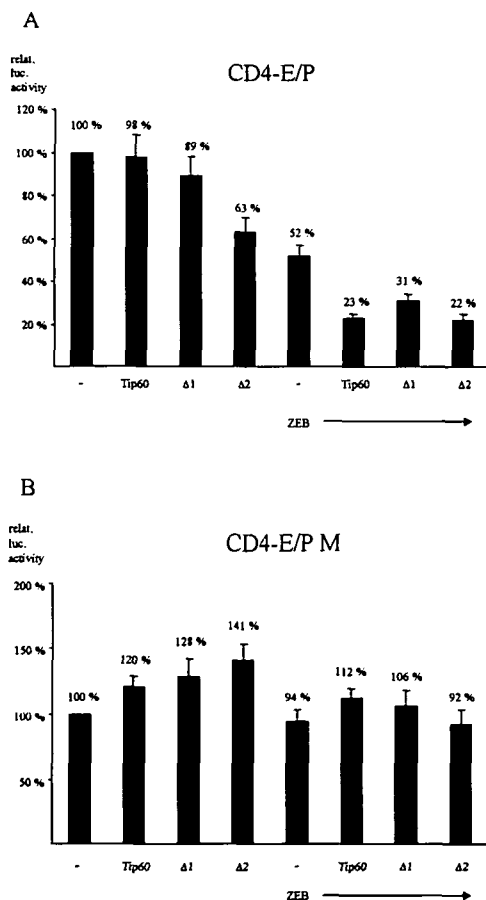 A
relat.
luc.
activity
CD4-E/P
120 %
100 %
80 %
60 %
40 %
20 %
100 %
98 %
89 %
63 %
52 %
23 %
31 %
22 %
- Tip60 Δ1 Δ2 - Tip60 Δ1 Δ2
ZEB
B
relat.
luc.
activity
CD4-E/P M
200 %
150 %
100 %
50 %
100 %
120 %
128 %
141 %
94 %
112 %
106 %
92 %
- Tip60 Δ1 Δ2 - Tip60 Δ1 Δ2
ZEB